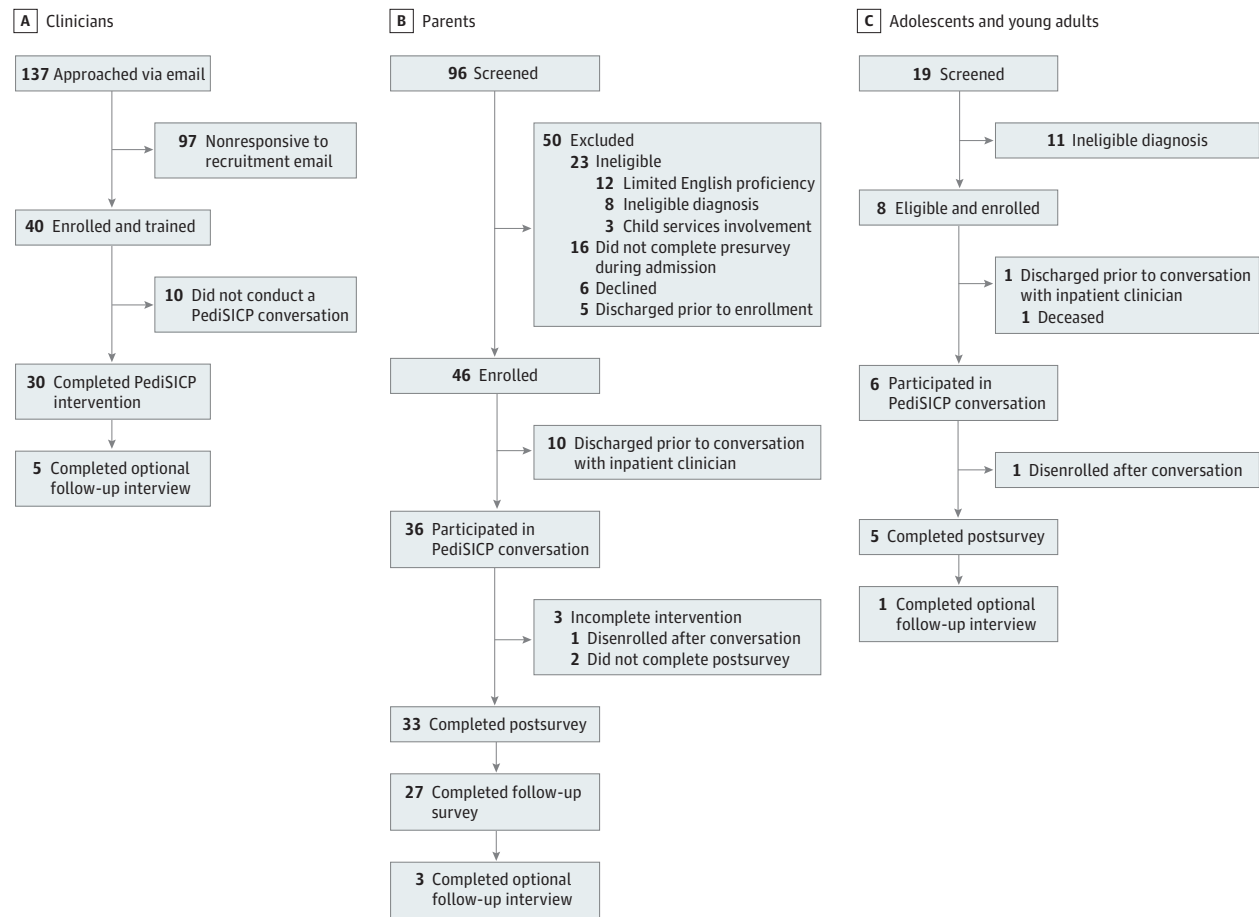 A Clinicians
137 Approached via email
97 Nonresponsive to
recruitment email
40 Enrolled and trained
10 Did not conduct a
PediSICP conversation
30 Completed PediSICP
intervention
5 Completed optional
follow-up interview
B Parents
96 Screened
50 Excluded
23 Ineligible
12 Limited English proficiency
8 Ineligible diagnosis
3 Child services involvement
16 Did not complete presurvey
during admission
6 Declined
5 Discharged prior to enrollment
46 Enrolled
10 Discharged prior to conversation
with inpatient clinician
36 Participated in
PediSICP conversation
3 Incomplete intervention
1 Disenrolled after conversation
2 Did not complete postsurvey
33 Completed postsurvey
27 Completed follow-up
survey
3 Completed optional
follow-up interview
C Adolescents and young adults
19 Screened
11 Ineligible diagnosis
8 Eligible and enrolled
1 Discharged prior to conversation
with inpatient clinician
1 Deceased
6 Participated in
PediSICP conversation
1 Disenrolled after conversation
5 Completed postsurvey
1 Completed optional
follow-up interview